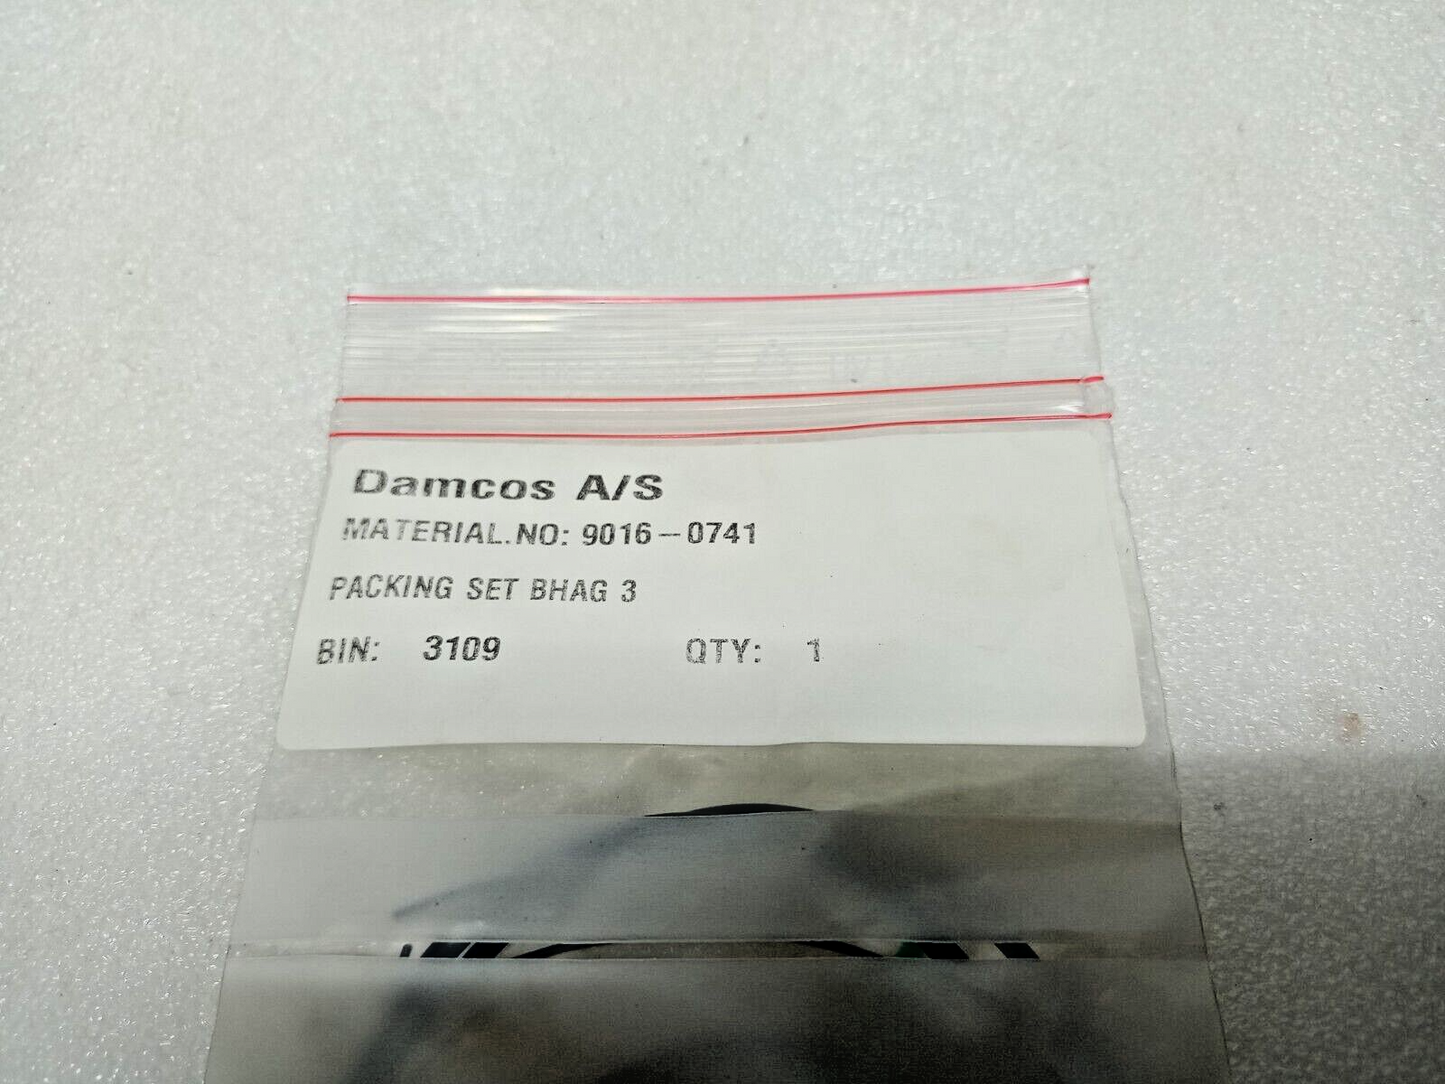 Damcos A/S
MATERIAL.NO: 9016-0741
PACKING SET BHAG 3
BIN: 3109 QTY: 1